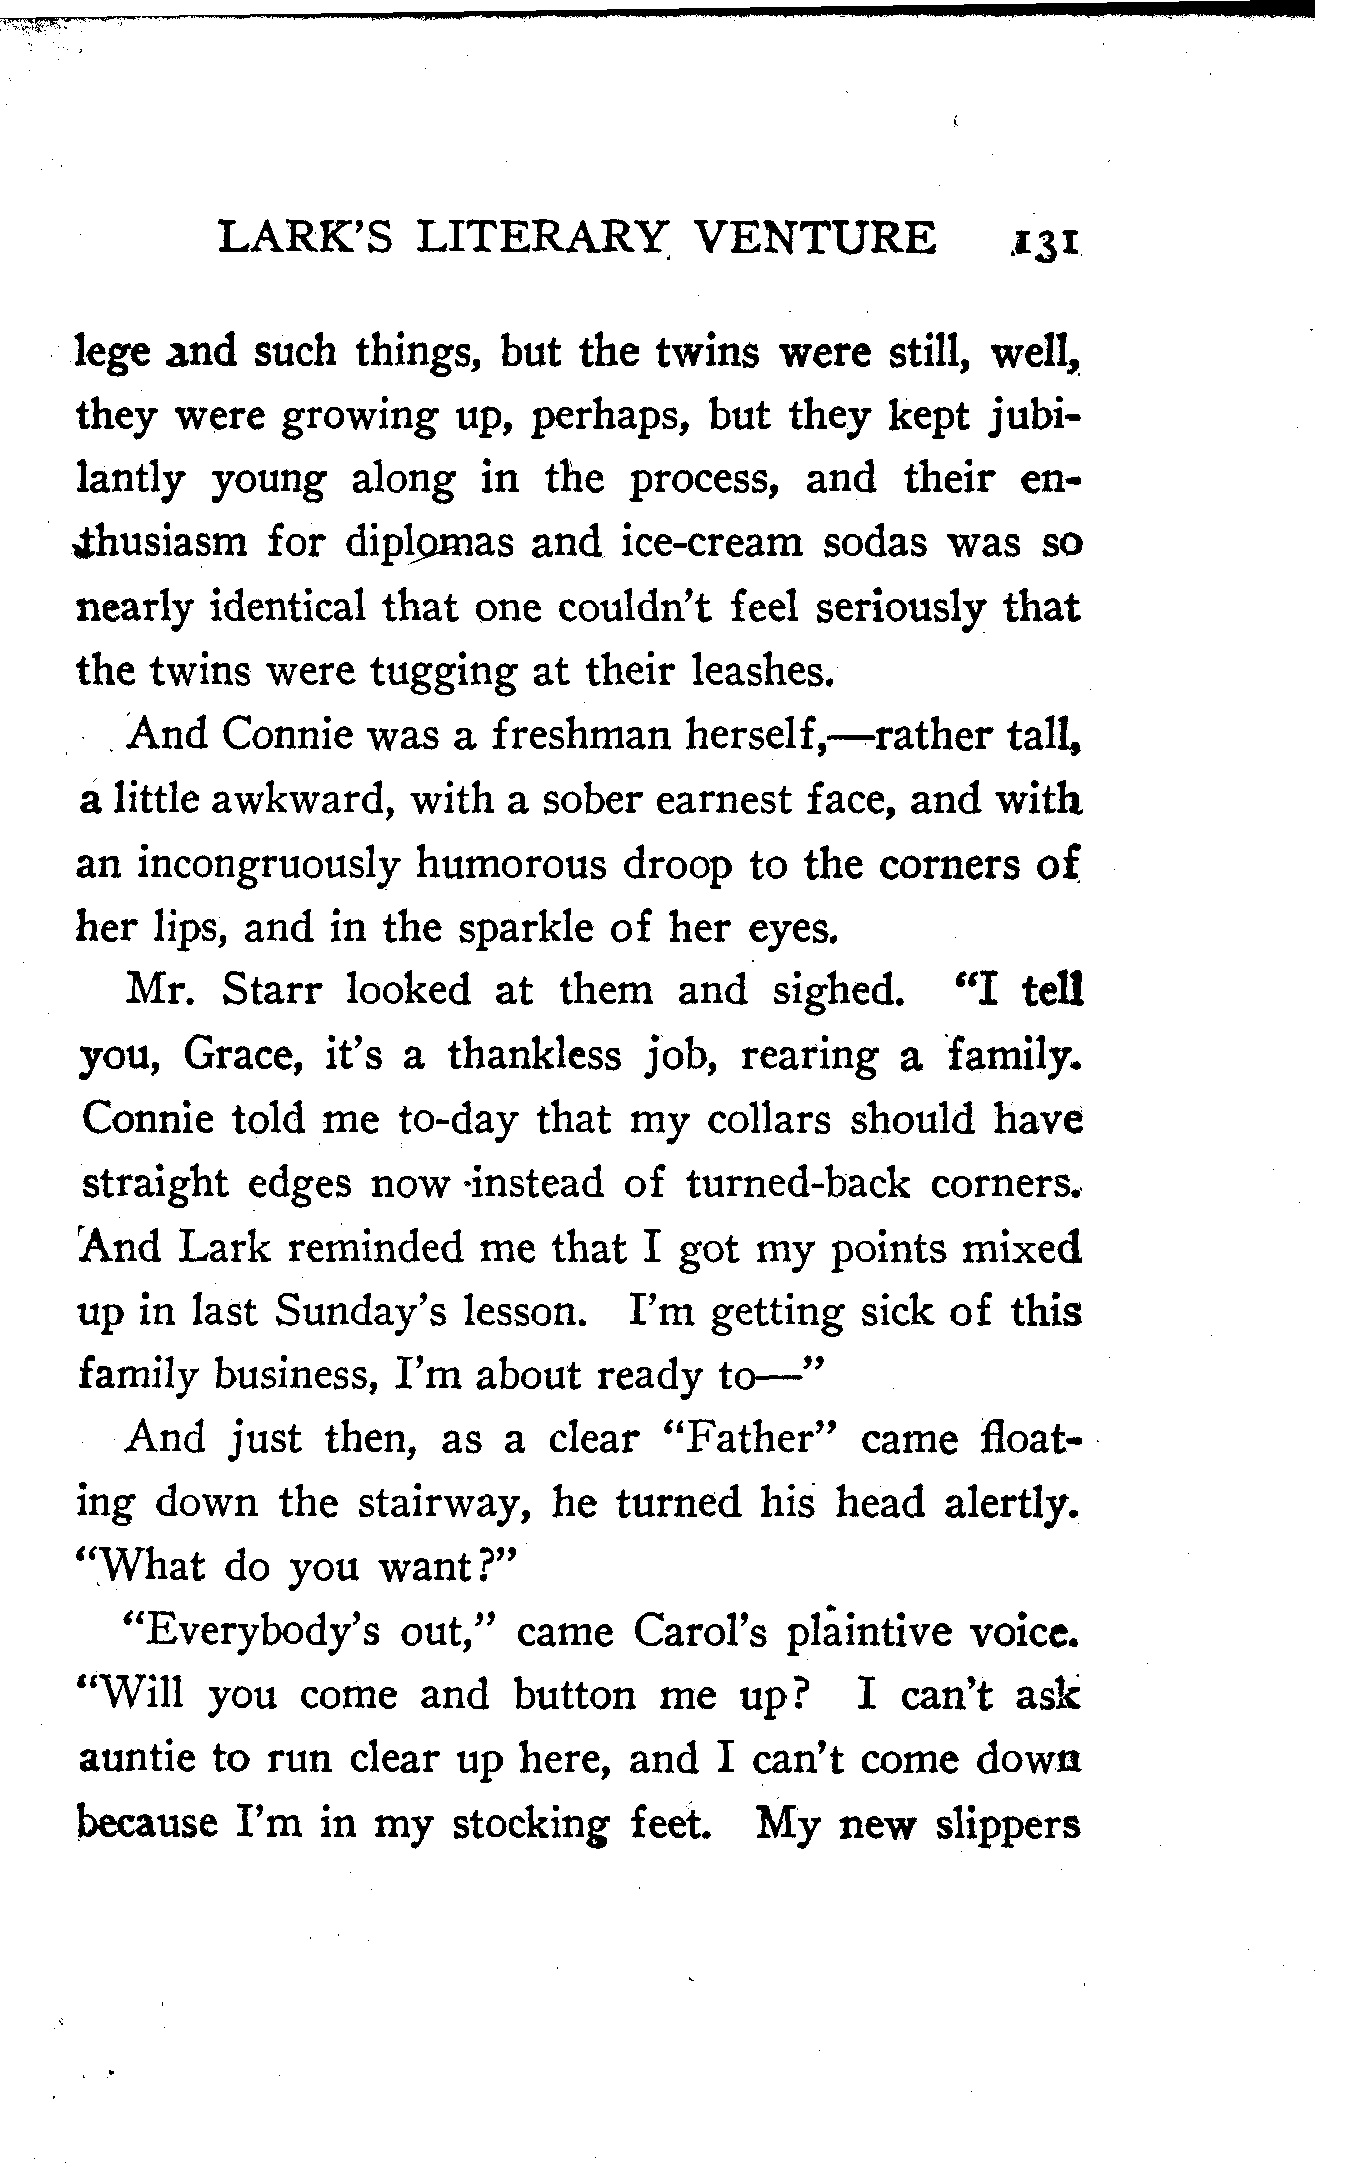 LARK'S LITERARY VENTURE 131
lege and such things, but the twins were still, well,
they were growing up, perhaps, but they kept jubi-
lantly young along in the process, and their en-
thusiasm for diplomas and ice-cream sodas was so
nearly identical that one couldn't feel seriously that
the twins were tugging at their leashes.
And Connie was a freshman herself,—rather tall,
a little awkward, with a sober earnest face, and with
an incongruously humorous droop to the corners of
her lips, and in the sparkle of her eyes.
Mr. Starr looked at them and sighed. "I tell
you, Grace, it's a thankless job, rearing a family.
Connie told me to-day that my collars should have
straight edges now instead of turned-back corners.
And Lark reminded me that I got my points mixed
up in last Sunday's lesson. I'm getting sick of this
family business, I'm about ready to—"
And just then, as a clear "Father" came float-
ing down the stairway, he turned his head alertly.
"What do you want?"
"Everybody's out," came Carol's plaintive voice.
"Will you come and button me up? I can't ask
auntie to run clear up here, and I can't come down
because I'm in my stocking feet. My new slippers